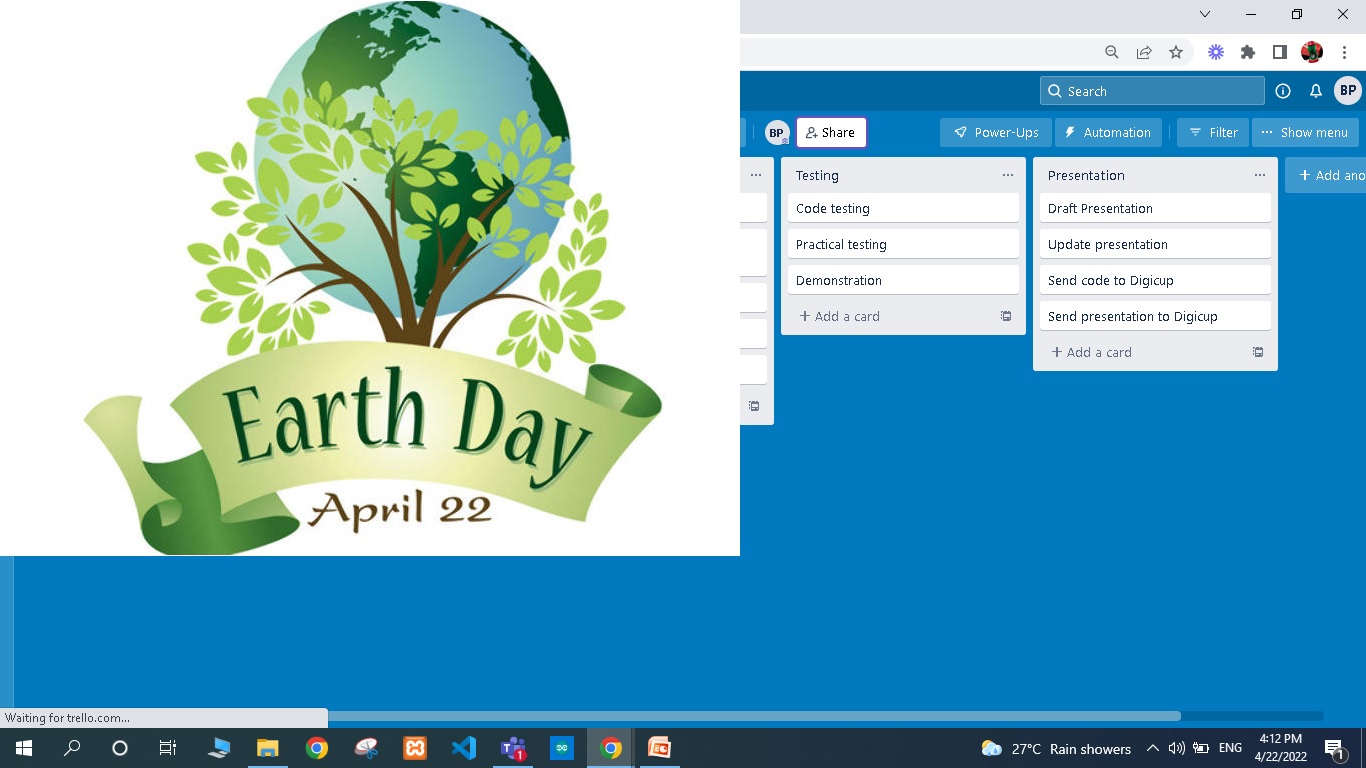 Earth Day
April 22
Search
BP
BP
Share
Power-Ups
Automation
Filter
Show menu
Testing
Code testing
Practical testing
Demonstration
Add a card
Presentation
Draft Presentation
Update presentation
Send code to Digicup
Send presentation to Digicup
Add a card
Add ano
Waiting for trello.com...
1
27°C Rain showers
ENG
4:12 PM
4/22/2022
1